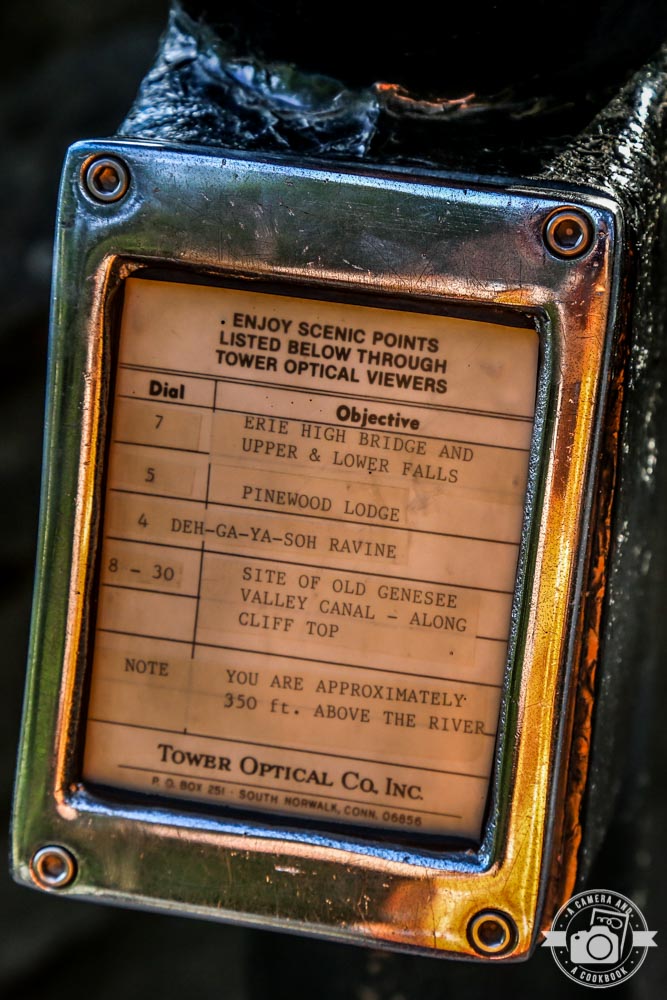 ENJOY SCENIC POINTS
LISTED BELOW THROUGH
TOWER OPTICAL VIEWERS
Dial Objective
7 ERIE HIGH BRIDGE AND
UPPER & LOWER FALLS
5 PINEWOOD LODGE
4 DEH-GA-YA-SOH RAVINE
8 - 30 SITE OF OLD GENESEE
VALLEY CANAL - ALONG
CLIFF TOP
NOTE YOU ARE APPROXIMATELY
350 ft. ABOVE THE RIVER
TOWER OPTICAL CO. INC.
P. O. BOX 251 · SOUTH NORWALK, CONN. 06856
A CAMERA AND
A COOKBOOK